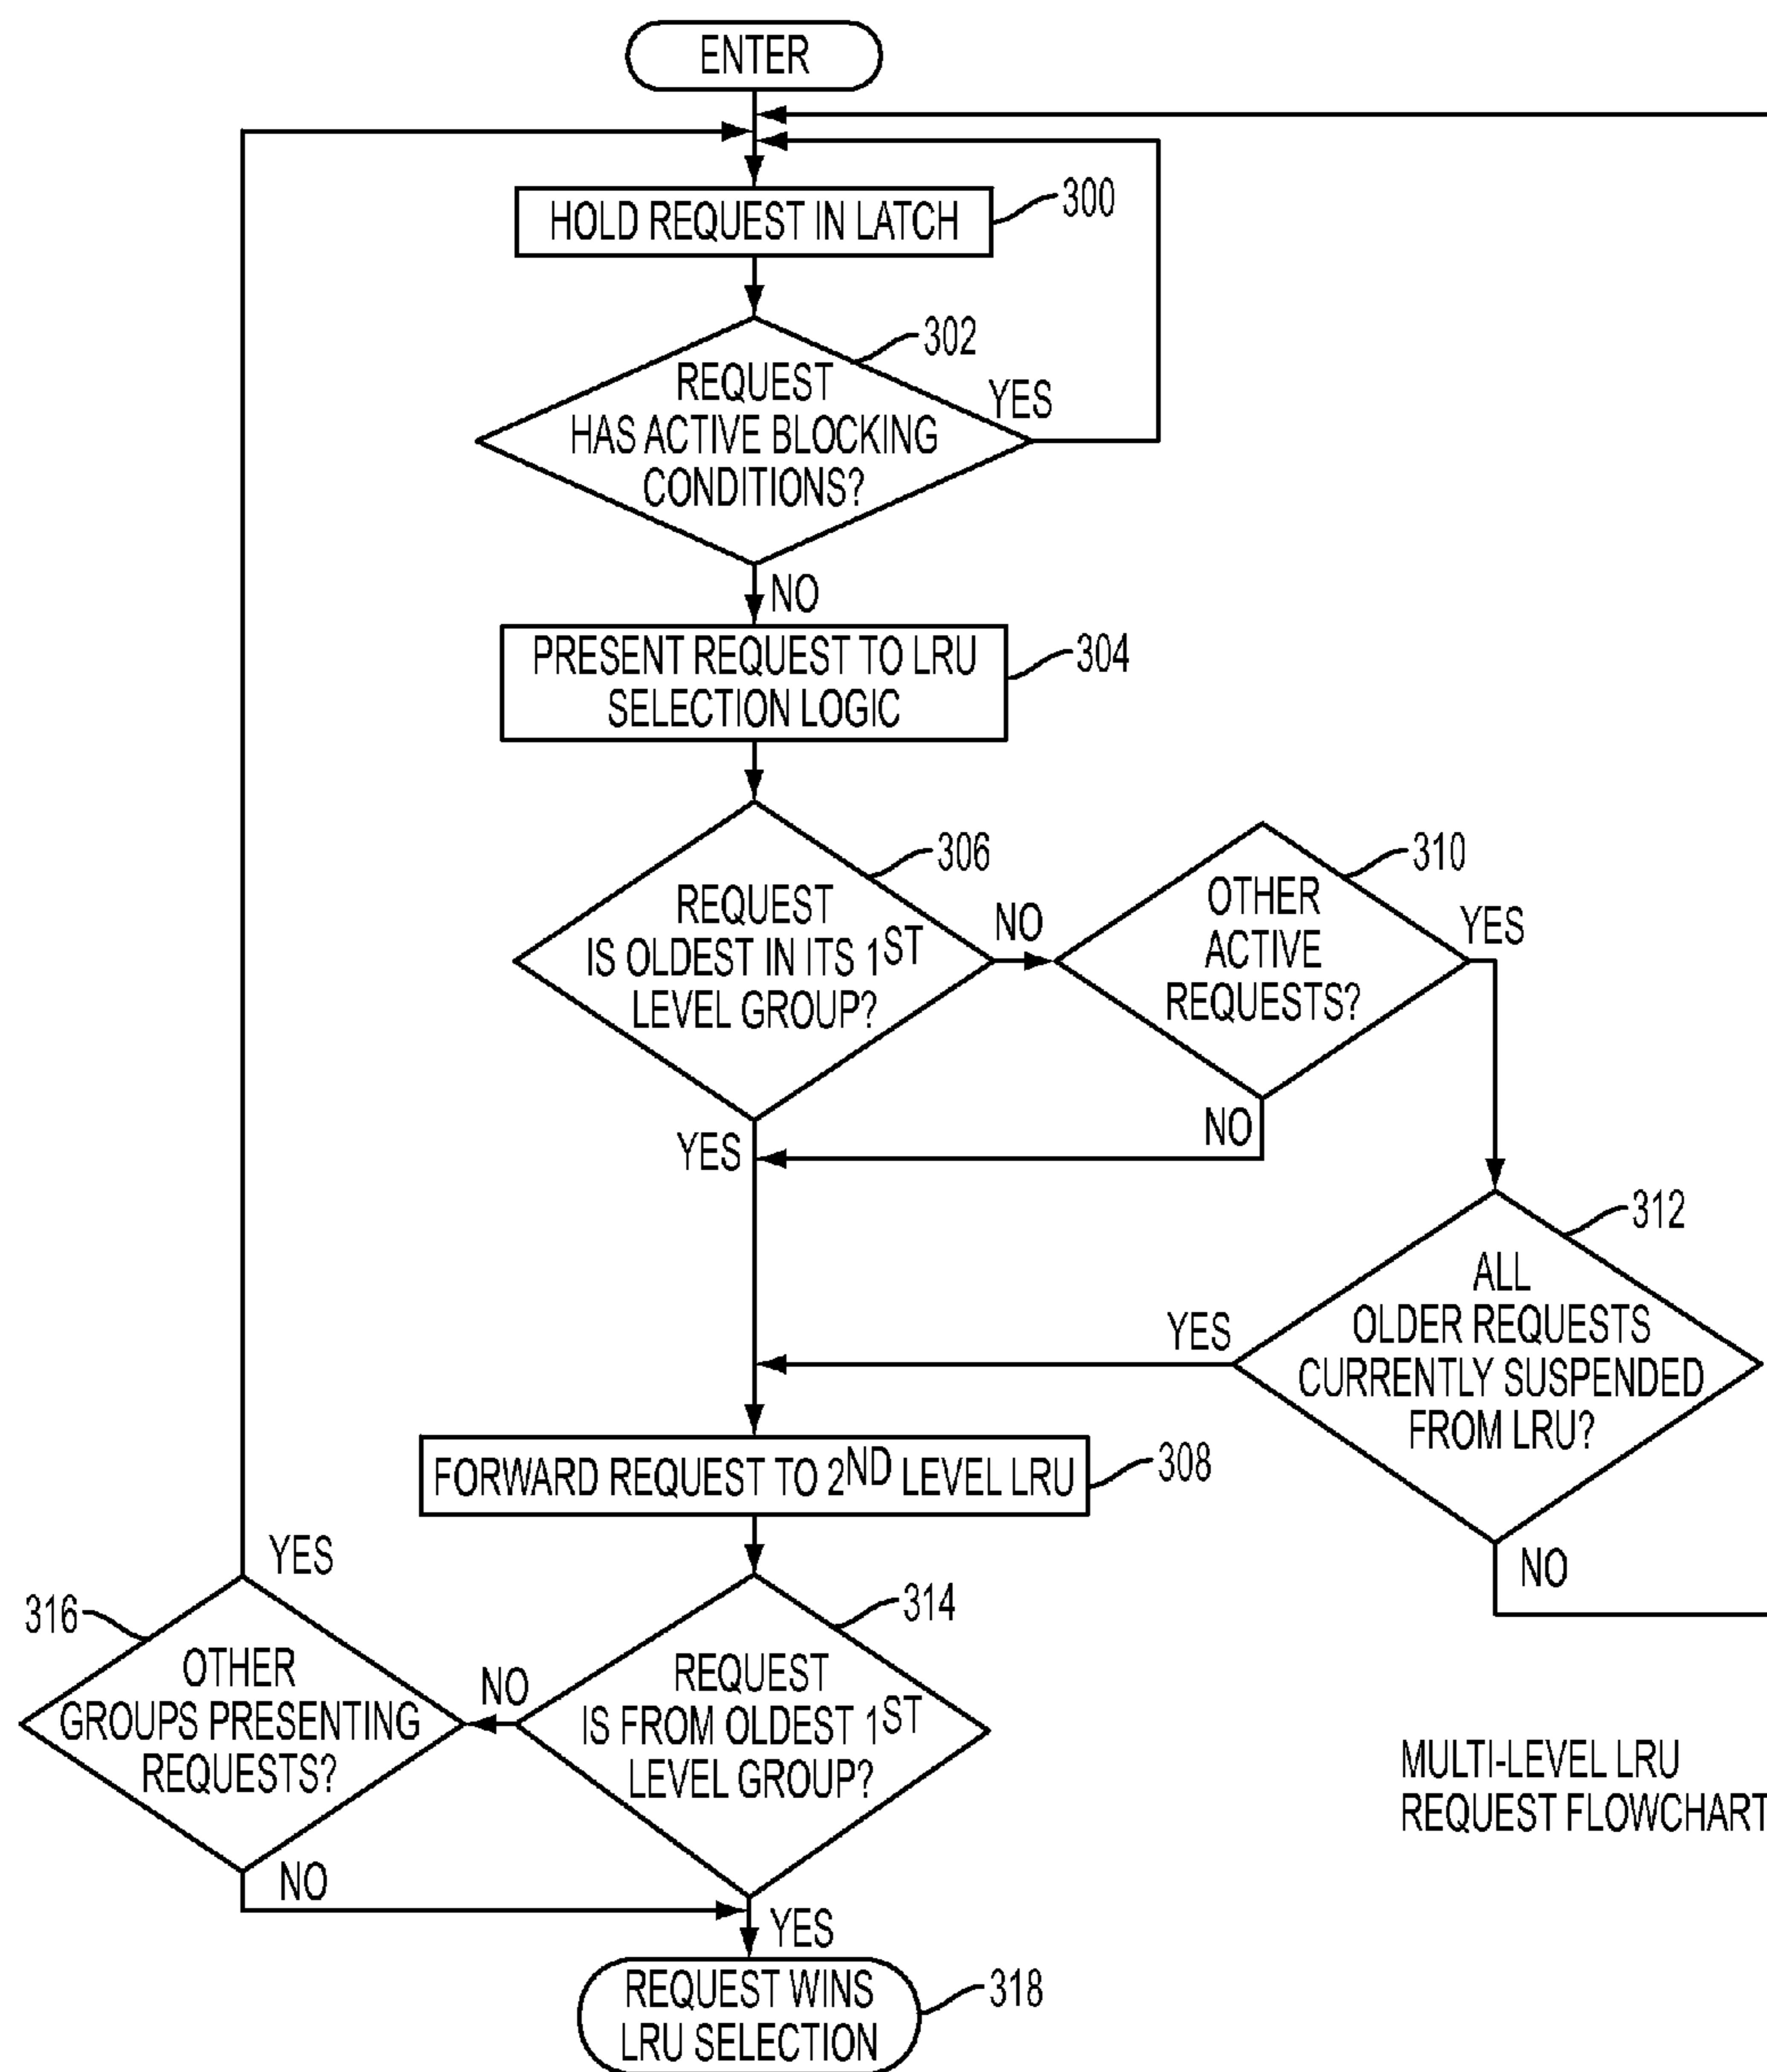 ENTER
HOLD REQUEST IN LATCH
300
302
REQUEST
HAS ACTIVE BLOCKING
CONDITIONS?
YES
NO
PRESENT REQUEST TO LRU
SELECTION LOGIC
304
306
REQUEST
IS OLDEST IN ITS 1ST
LEVEL GROUP?
NO
YES
310
OTHER
ACTIVE
REQUESTS?
YES
NO
312
ALL
OLDER REQUESTS
CURRENTLY SUSPENDED
FROM LRU?
YES
NO
FORWARD REQUEST TO 2ND LEVEL LRU
308
314
REQUEST
IS FROM OLDEST 1ST
LEVEL GROUP?
NO
YES
316
OTHER
GROUPS PRESENTING
REQUESTS?
YES
NO
MULTI-LEVEL LRU
REQUEST FLOWCHART
REQUEST WINS
LRU SELECTION
318